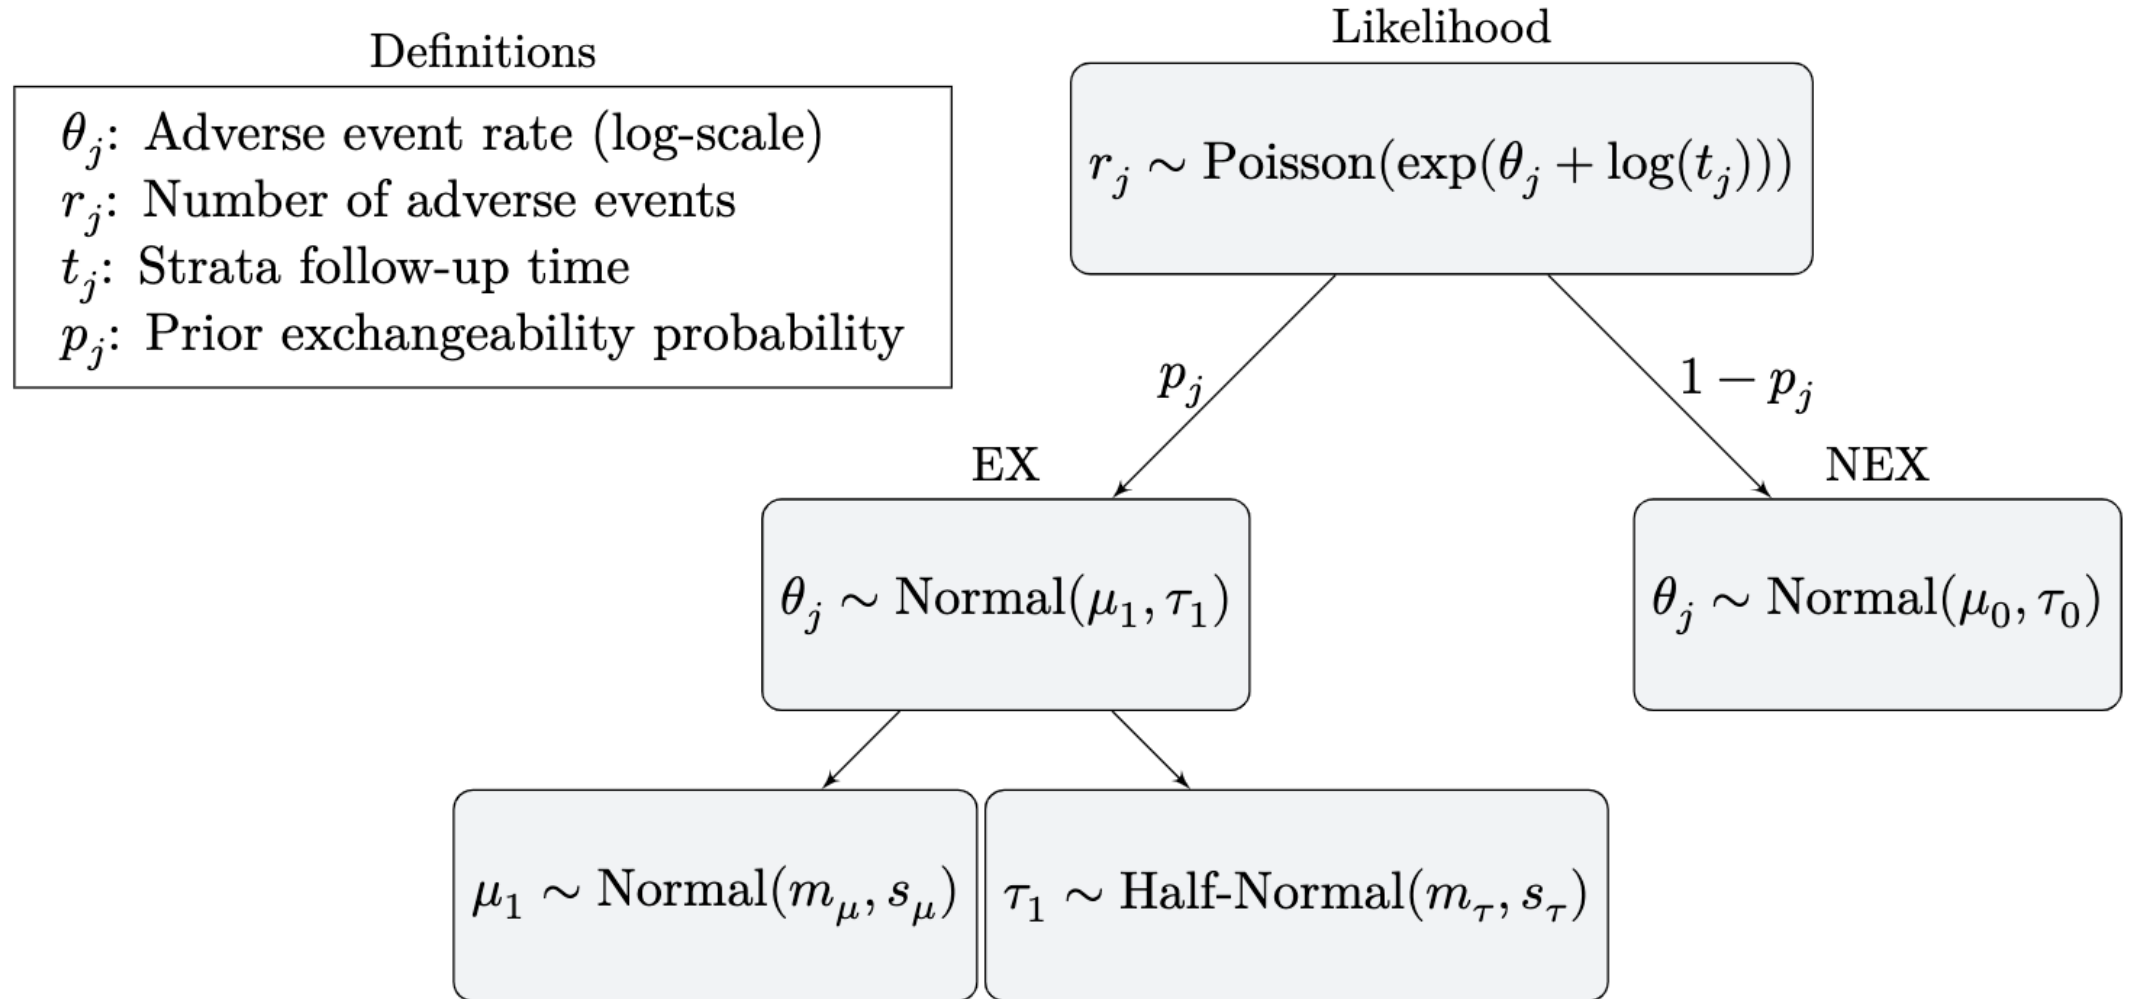 Definitions
θ_j: Adverse event rate (log-scale)
r_j: Number of adverse events
t_j: Strata follow-up time
p_j: Prior exchangeability probability
Likelihood
r_j ∼ Poisson(exp(θ_j + log(t_j)))
p_j
1 − p_j
EX
NEX
θ_j ∼ Normal(μ_1, τ_1)
θ_j ∼ Normal(μ_0, τ_0)
μ_1 ∼ Normal(m_μ, s_μ)
τ_1 ∼ Half-Normal(m_τ, s_τ)